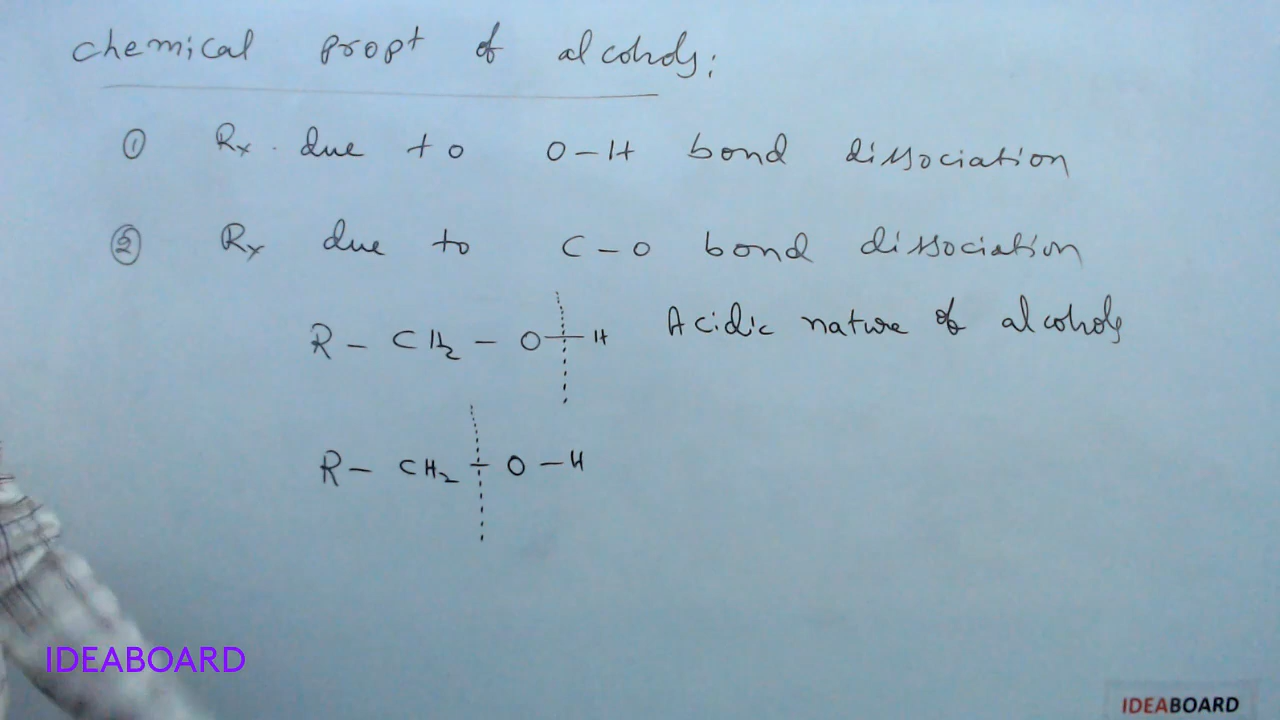 Chemical propt of alcohols:
① Rx. due to O-H bond dissociation
② Rx due to C-O bond dissociation
R - CH2 - O - H Acidic nature of alcohols
R - CH2 - O - H
IDEABOARD
IDEABOARD